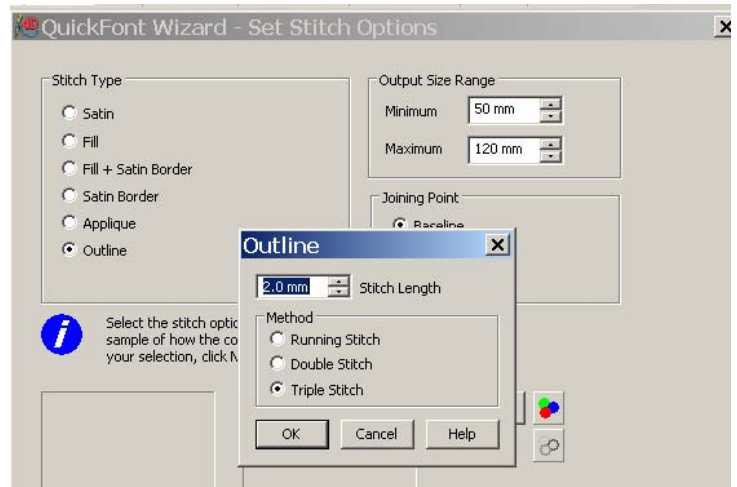 QuickFont Wizard - Set Stitch Options
Stitch Type
Satin
Fill
Fill + Satin Border
Satin Border
Applique
Outline
Output Size Range
Minimum 50 mm
Maximum 120 mm
Joining Point
Baseline
Select the stitch optic
sample of how the co
your selection, click N
Outline
2.0 mm Stitch Length
Method
Running Stitch
Double Stitch
Triple Stitch
OK Cancel Help